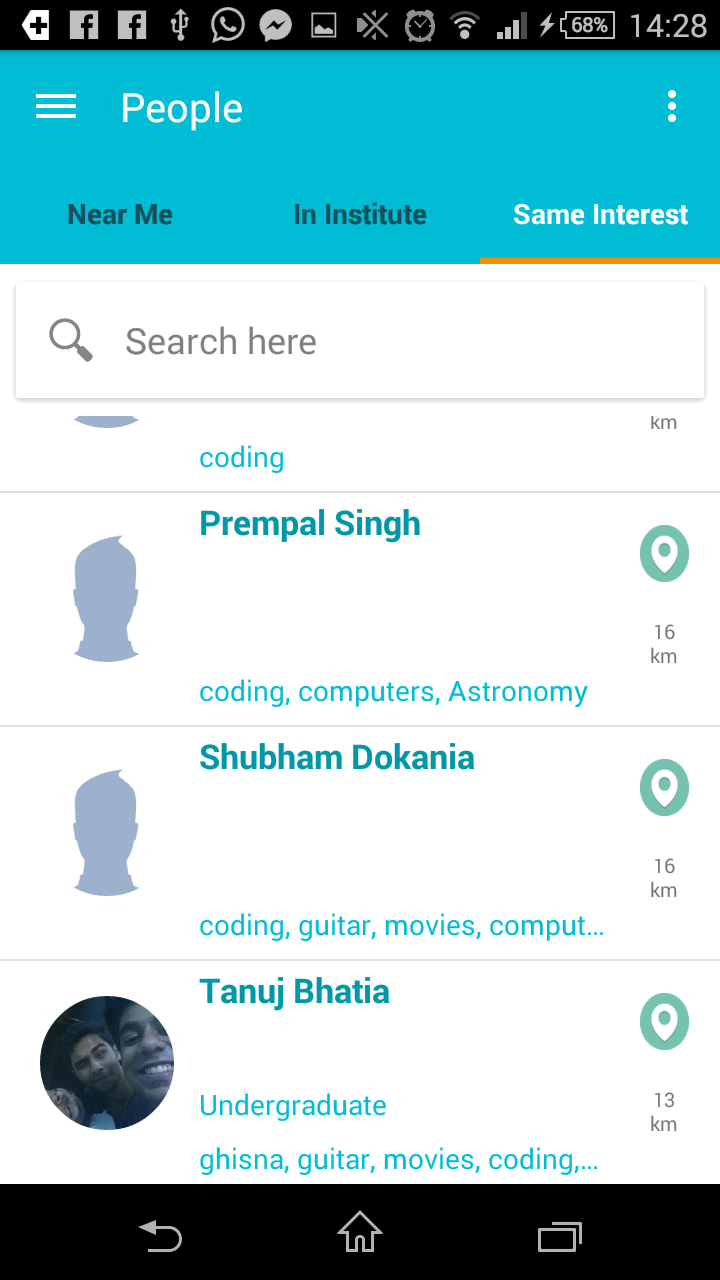 68% 14:28
People
Near Me In Institute Same Interest
Search here
km
coding
Prempal Singh
16
km
coding, computers, Astronomy
Shubham Dokania
16
km
coding, guitar, movies, comput...
Tanuj Bhatia
13
km
Undergraduate
ghisna, guitar, movies, coding,...